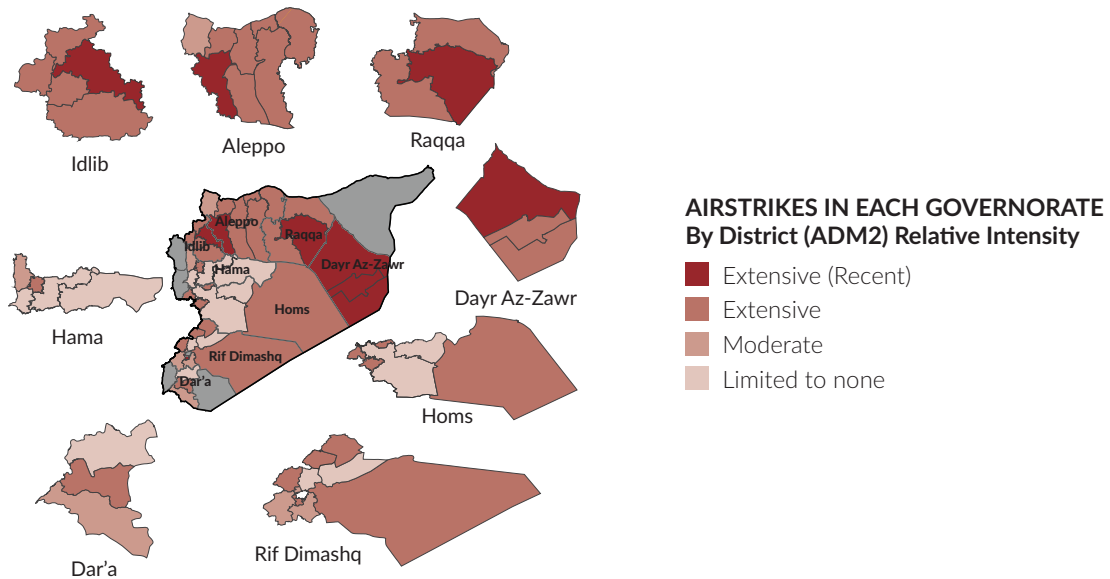 Idlib
Aleppo
Raqqa
Aleppo
Idlib
Raqqa
Hama
Dayr Az-Zawr
Homs
Rif Dimashq
Dar'a
Hama
Dayr Az-Zawr
Homs
Dar'a
Rif Dimashq
AIRSTRIKES IN EACH GOVERNORATE
By District (ADM2) Relative Intensity
Extensive (Recent)
Extensive
Moderate
Limited to none